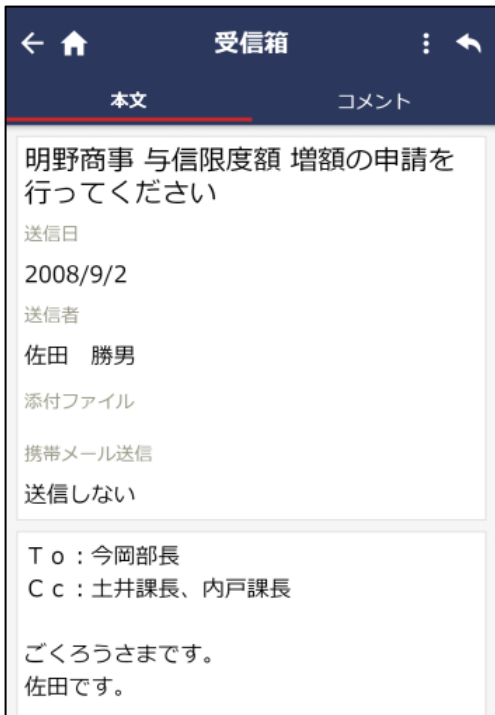 受信箱
本文 コメント
明野商事 与信限度額 増額の申請を
行ってください
送信日
2008/9/2
送信者
佐田　勝男
添付ファイル
携帯メール送信
送信しない
Ｔｏ：今岡部長
Ｃｃ：土井課長、内戸課長
ごくろうさまです。
佐田です。